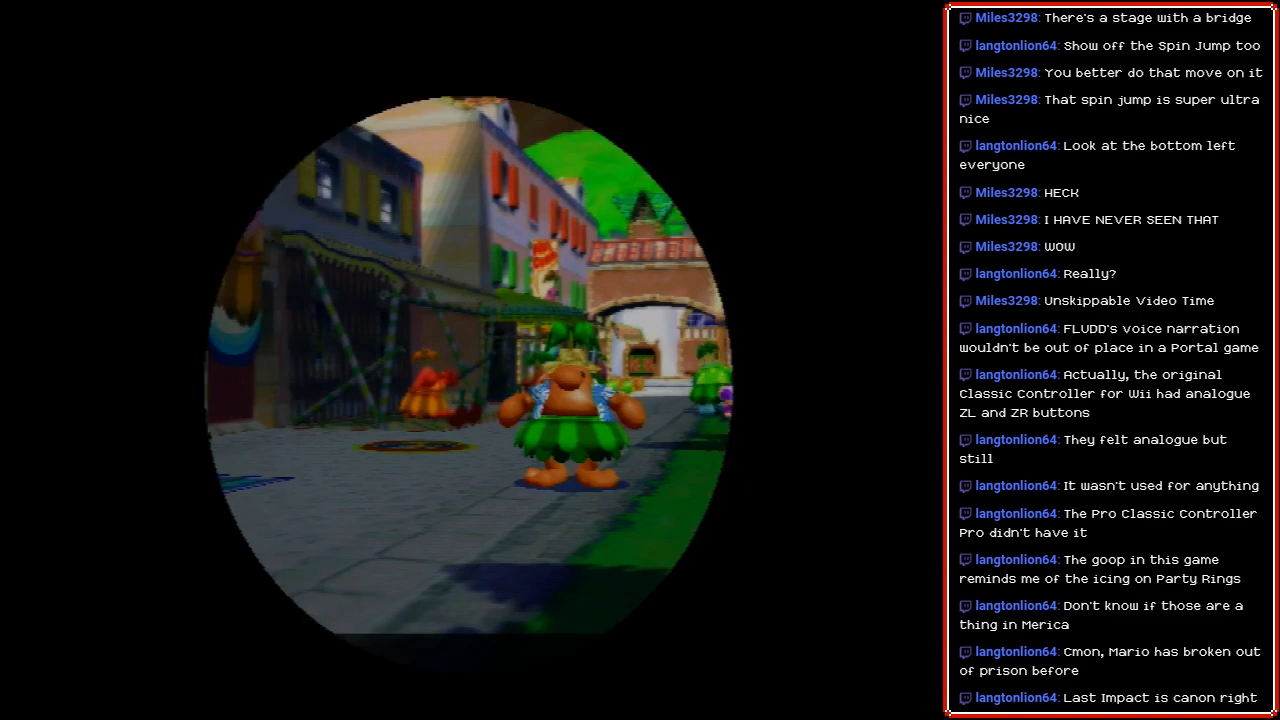 Miles3298: There's a stage with a bridge
langtonlion64: Show off the Spin Jump too
Miles3298: You better do that move on it
Miles3298: That spin jump is super ultra
nice
langtonlion64: Look at the bottom left
everyone
Miles3298: HECK
Miles3298: I HAVE NEVER SEEN THAT
Miles3298: WOW
langtonlion64: Really?
Miles3298: Unskippable Video Time
langtonlion64: FLUDD's voice narration
wouldn't be out of place in a Portal game
langtonlion64: Actually, the original
Classic Controller for Wii had analogue
ZL and ZR buttons
langtonlion64: They felt analogue but
still
langtonlion64: It wasn't used for anything
langtonlion64: The Pro Classic Controller
Pro didn't have it
langtonlion64: The goop in this game
reminds me of the icing on Party Rings
langtonlion64: Don't know if those are a
thing in Merica
langtonlion64: Cmon, Mario has broken out
of prison before
langtonlion64: Last Impact is canon right